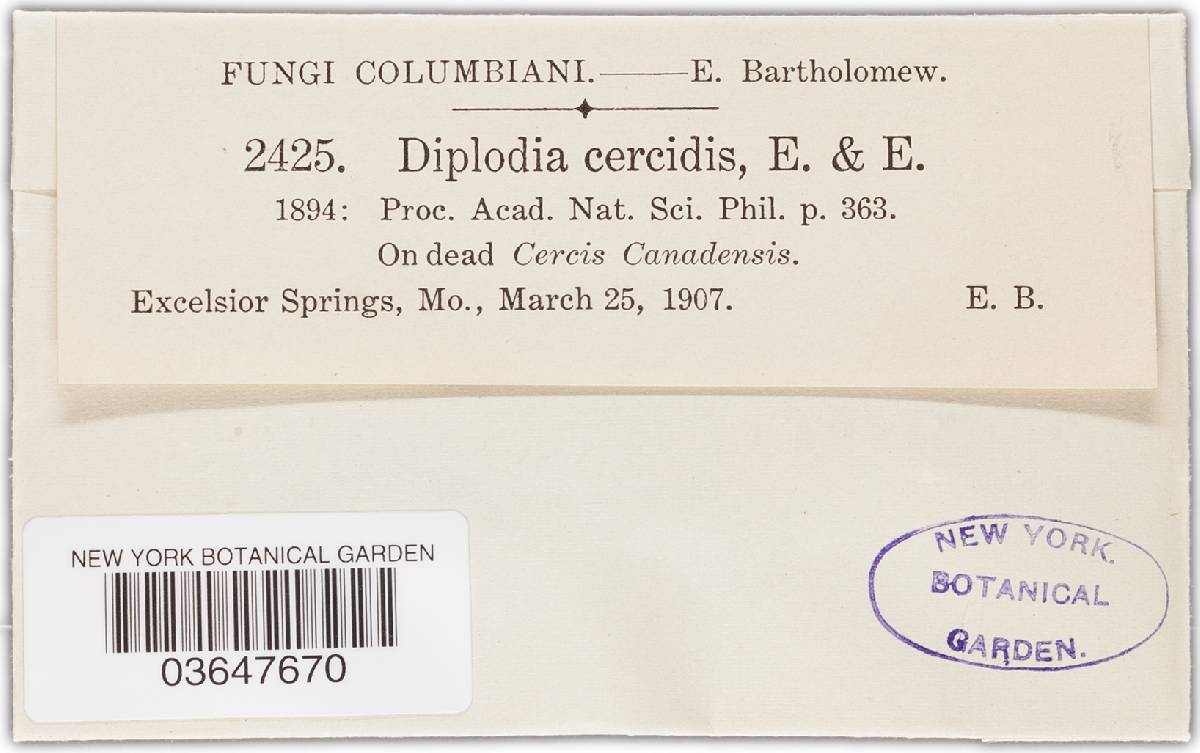 FUNGI COLUMBIANI.——E. Bartholomew.
2425. Diplodia cercidis, E. & E.
1894: Proc. Acad. Nat. Sci. Phil. p. 363.
On dead Cercis Canadensis.
Excelsior Springs, Mo., March 25, 1907. E. B.
NEW YORK BOTANICAL GARDEN
03647670
NEW YORK.
BOTANICAL
GARDEN.